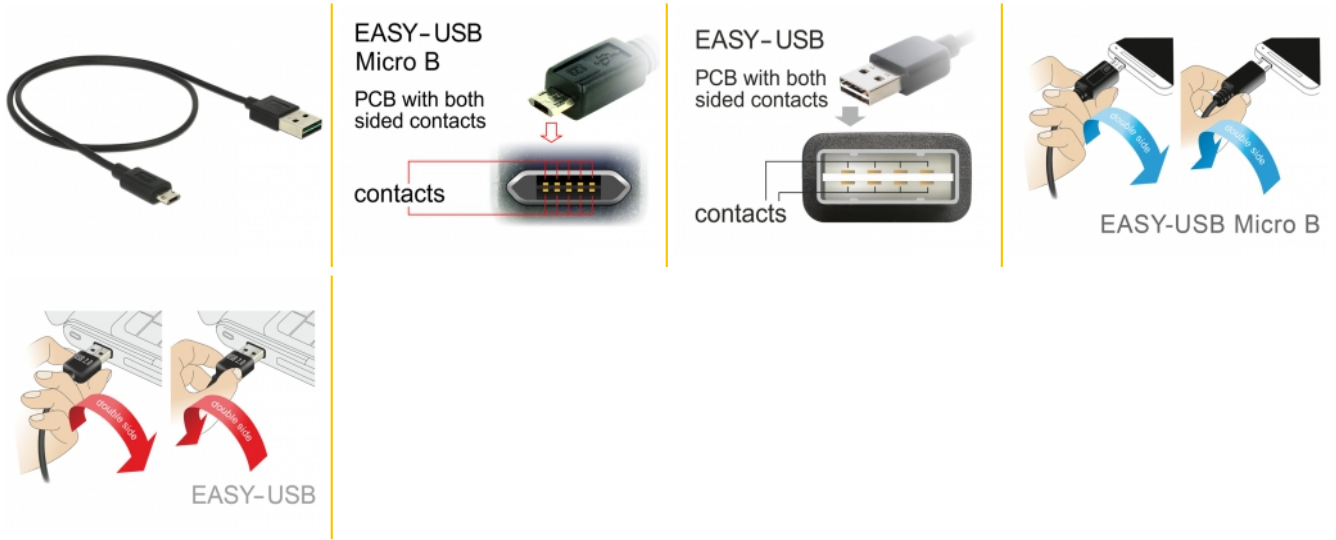 EASY-USB
Micro B
PCB with both
sided contacts
contacts
EASY-USB
PCB with both
sided contacts
contacts
double side
double side
EASY-USB Micro B
double side
double side
EASY-USB